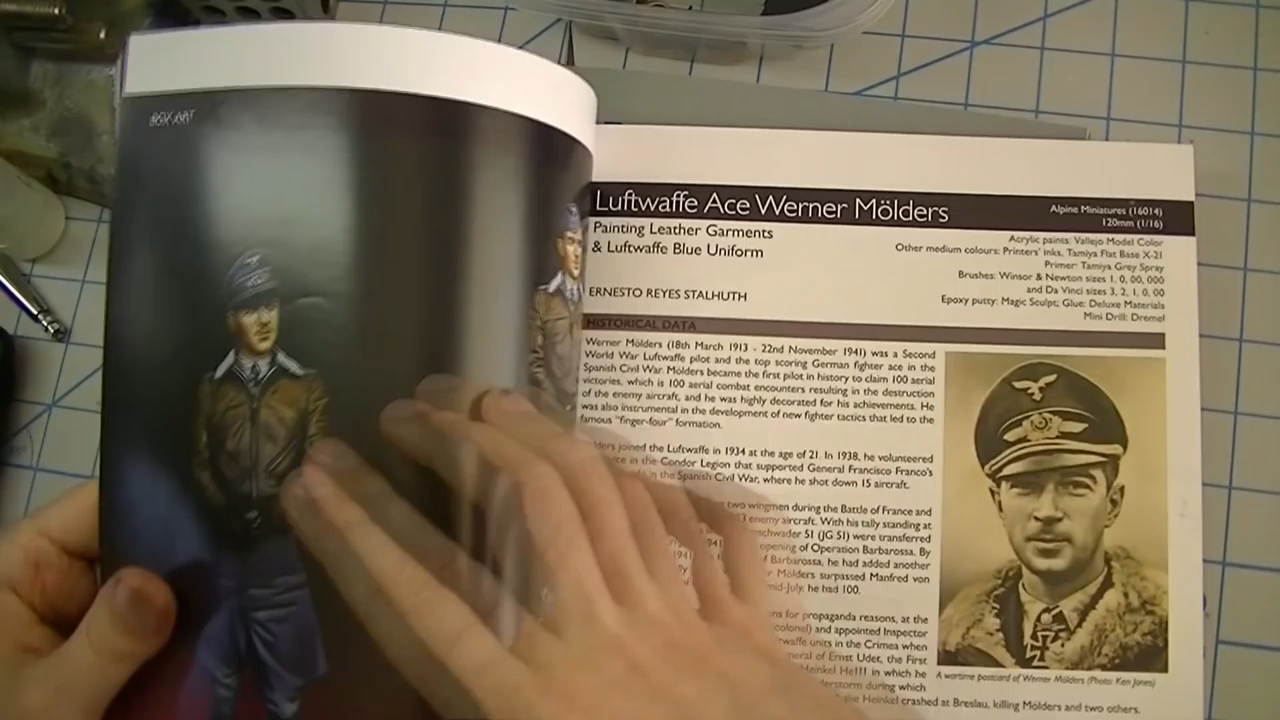 BOX ART
Luftwaffe Ace Werner Mölders
Painting Leather Garments
& Luftwaffe Blue Uniform
ERNESTO REYES STALHUTH
Alpine Miniatures (16014)
120mm (1/16)
Acrylic paints: Vallejo Model Color
Other medium colours: Printers' inks, Tamiya Flat Base X-21
Primer: Tamiya Grey Spray
Brushes: Winsor & Newton sizes 1, 0, 00, 000
and Da Vinci sizes 3, 2, 1, 0, 00
Epoxy putty: Magic Sculpt; Glue: Deluxe Materials
Mini Drill: Dremel
HISTORICAL DATA
Werner Mölders (18th March 1913 - 22nd November 1941) was a Second
World War Luftwaffe pilot and the top scoring German fighter ace in the
Spanish Civil War. Mölders became the first pilot in history to claim 100 aerial
victories, which is 100 aerial combat encounters resulting in the destruction
of the enemy aircraft, and he was highly decorated for his achievements. He
was also instrumental in the development of new fighter tactics that led to the
famous "finger-four" formation.
joined the Luftwaffe in 1934 at the age of 21. In 1938, he volunteered
in the Condor Legion that supported General Francisco Franco's
in the Spanish Civil War, where he shot down 15 aircraft.
two wingmen during the Battle of France and
enemy aircraft. With his tally standing at
51 (JG 51) were transferred
opening of Operation Barbarossa. By
Barbarossa, he had added another
Mölders surpassed Manfred von
mid-July, he had 100.
for propaganda reasons, at the
and appointed Inspector
units in the Crimea when
of Ernst Udet, the First
Heinkel He111 in which he
during which
the Heinkel crashed at Breslau, killing Mölders and two others.
A wartime postcard of Werner Mölders (Photo: Ken Jones)